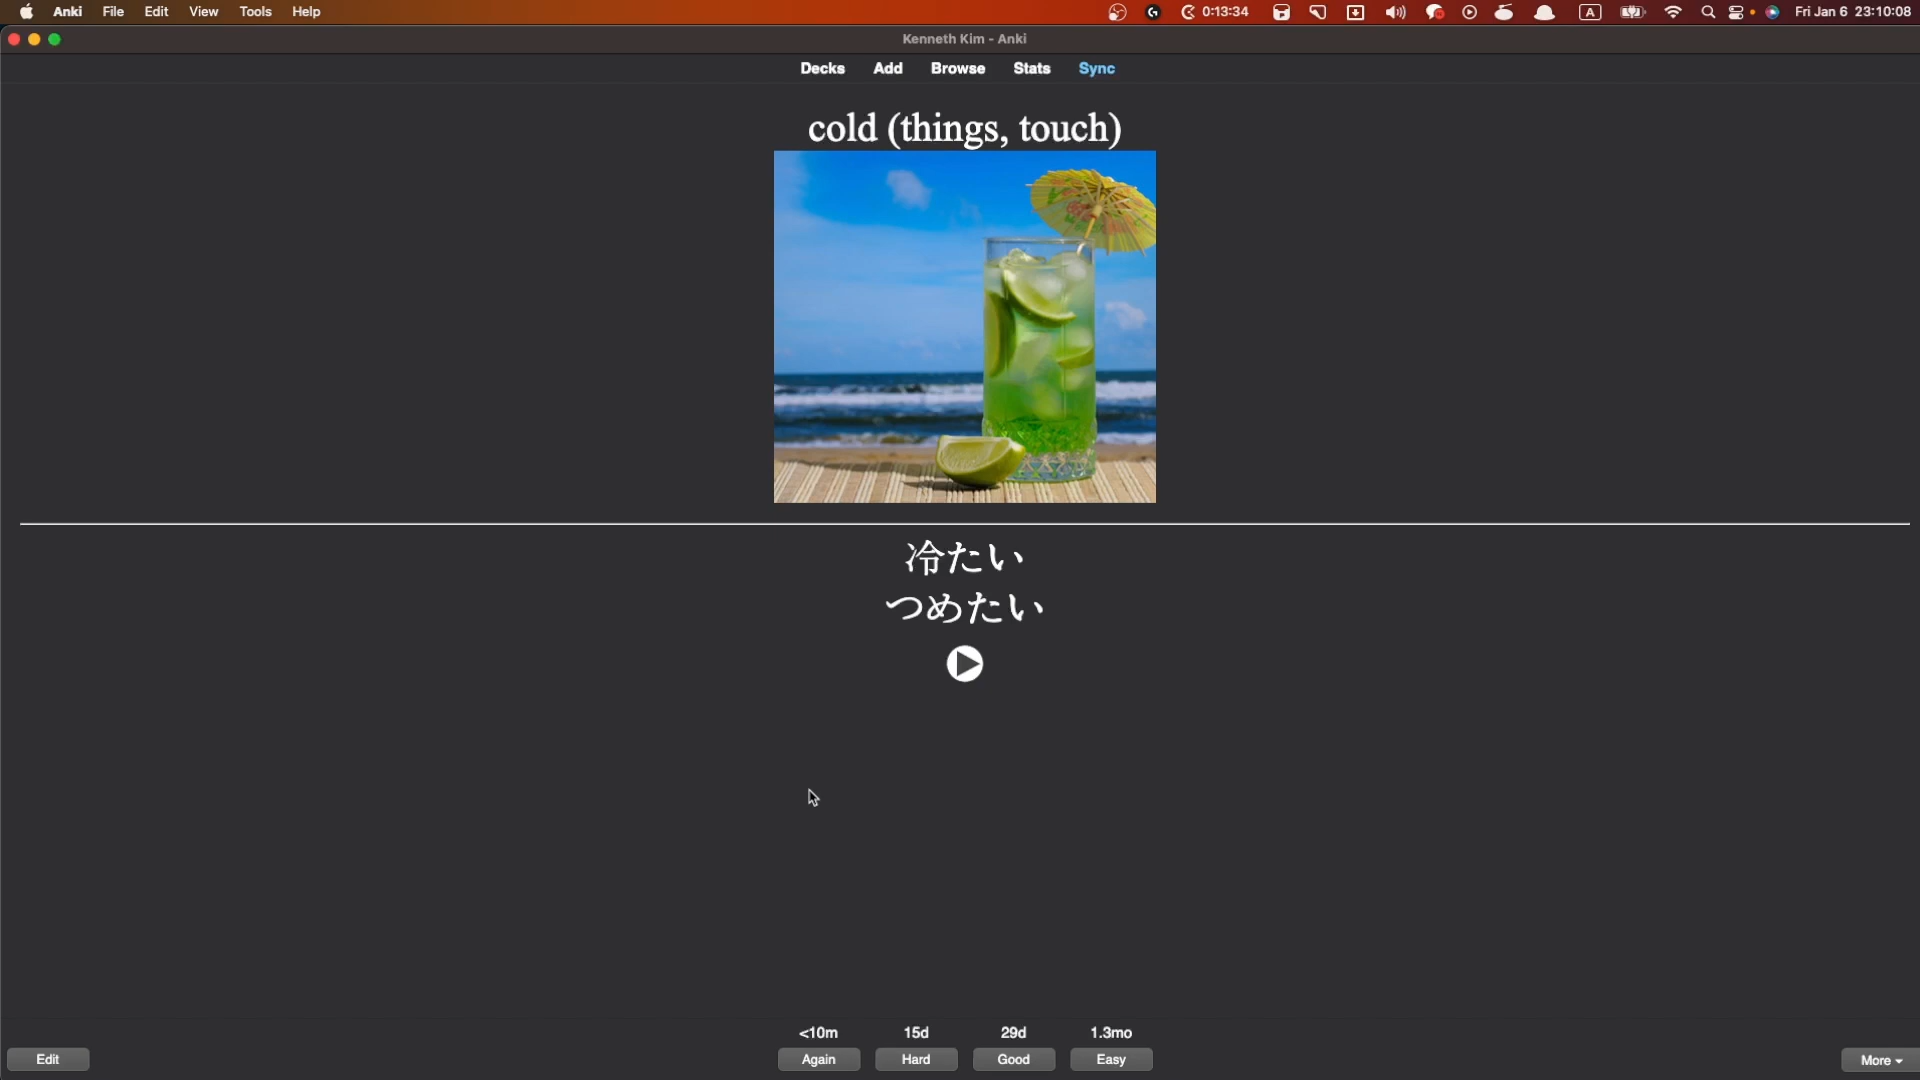 Anki File Edit View Tools Help 0:13:34 A Fri Jan 6 23:10:08
Kenneth Kim - Anki
Decks Add Browse Stats Sync
cold (things, touch)
冷たい
つめたい
<10m 15d 29d 1.3mo
Edit Again Hard Good Easy More